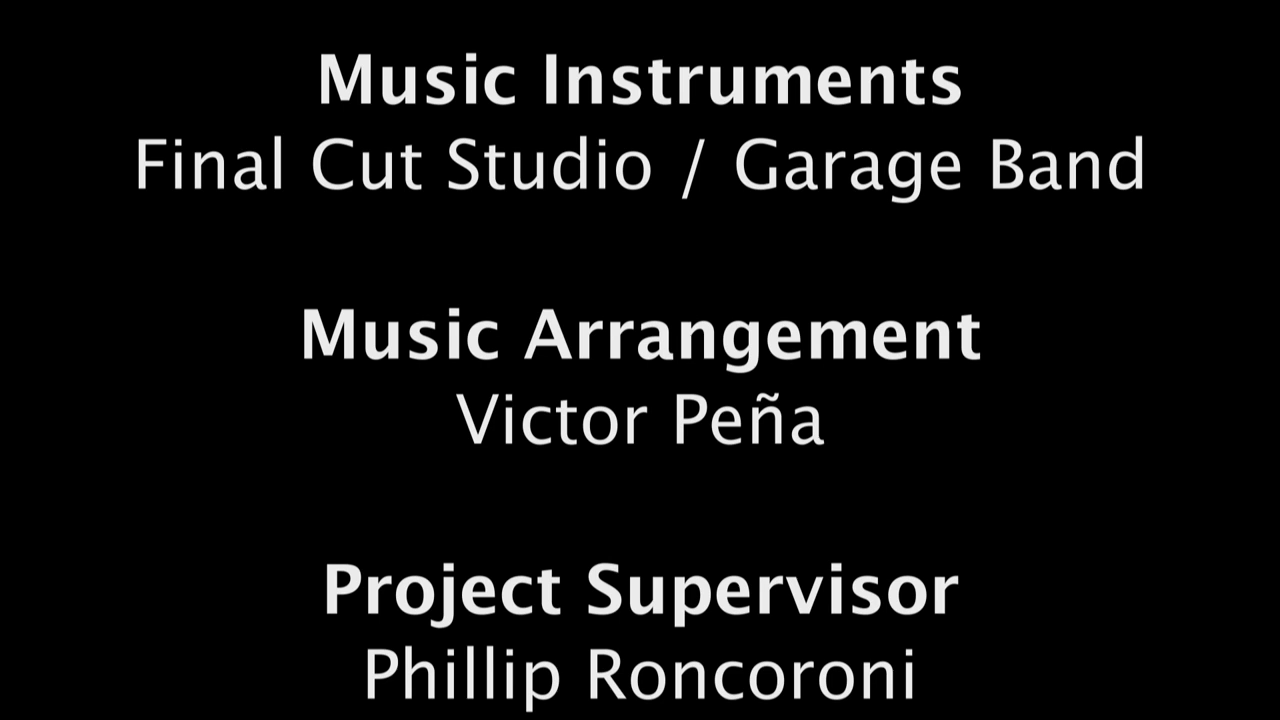 Music Instruments
Final Cut Studio / Garage Band
Music Arrangement
Victor Peña
Project Supervisor
Phillip Roncoroni